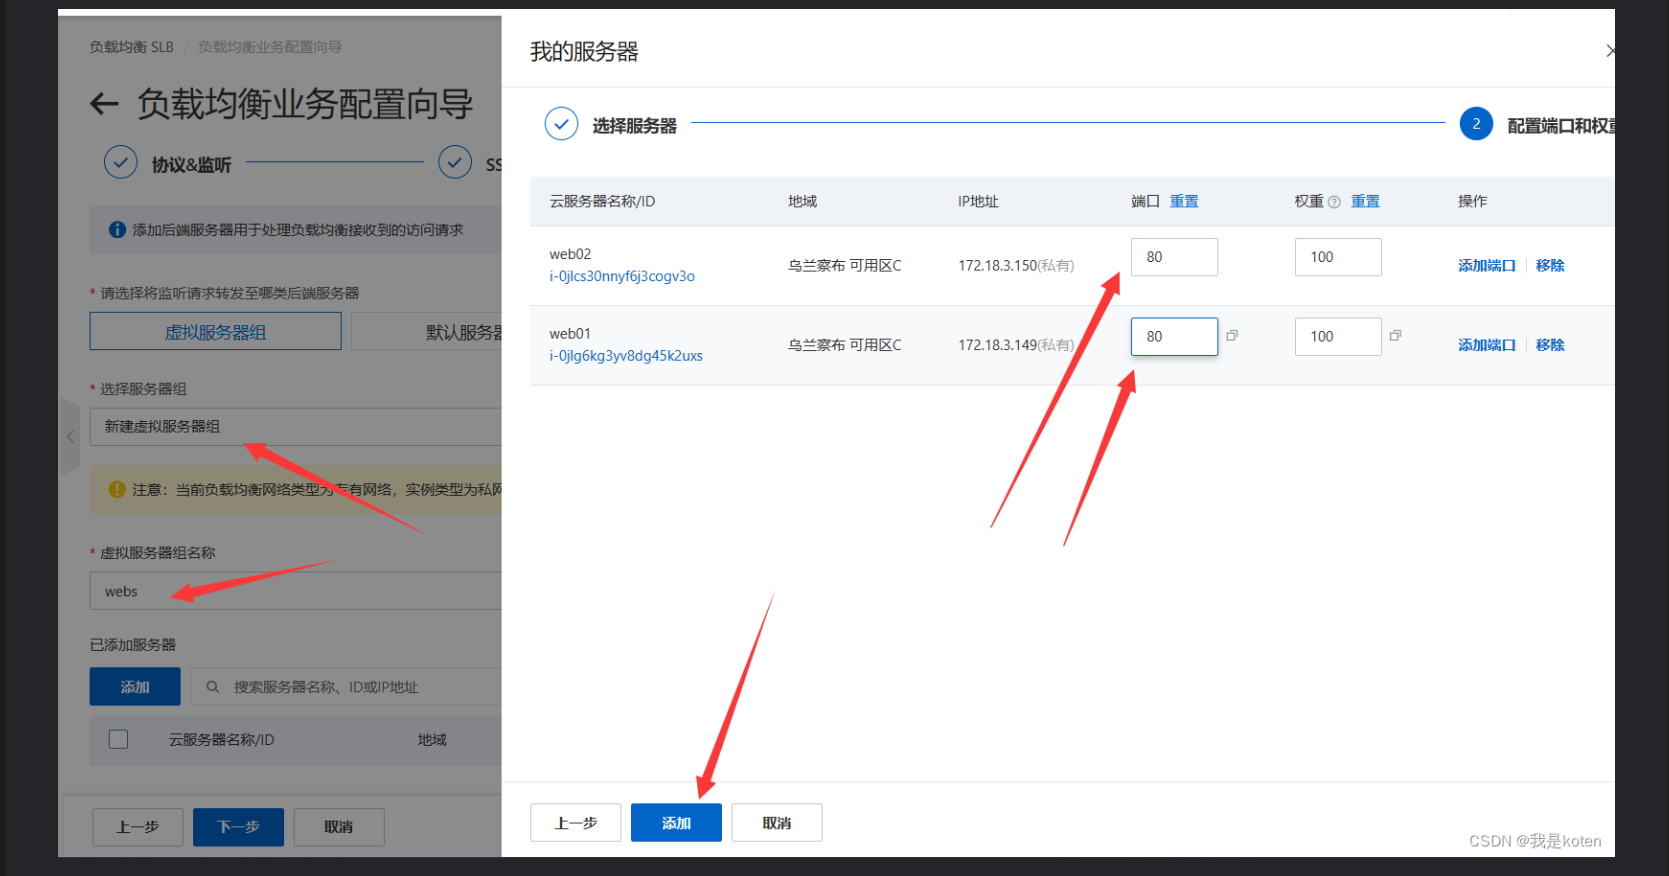 负载均衡 SLB / 负载均衡业务配置向导
← 负载均衡业务配置向导
协议&监听
添加后端服务器用于处理负载均衡接收到的访问请求
* 请选择将监听请求转发至哪类后端服务器
虚拟服务器组
默认服务器
* 选择服务器组
新建虚拟服务器组
注意：当前负载均衡网络类型为专有网络，实例类型为私网
* 虚拟服务器组名称
webs
已添加服务器
添加
搜索服务器名称、ID或IP地址
云服务器名称/ID 地域
上一步 下一步 取消
我的服务器
选择服务器
2 配置端口和权重
云服务器名称/ID 地域 IP地址 端口 重置 权重 重置 操作
web02
i-0jlcs30nnyf6j3cogv3o
乌兰察布 可用区C 172.18.3.150(私有) 80 100 添加端口 移除
web01
i-0jlg6kg3yv8dg45k2uxs
乌兰察布 可用区C 172.18.3.149(私有) 80 100 添加端口 移除
上一步 添加 取消
CSDN @我是koten